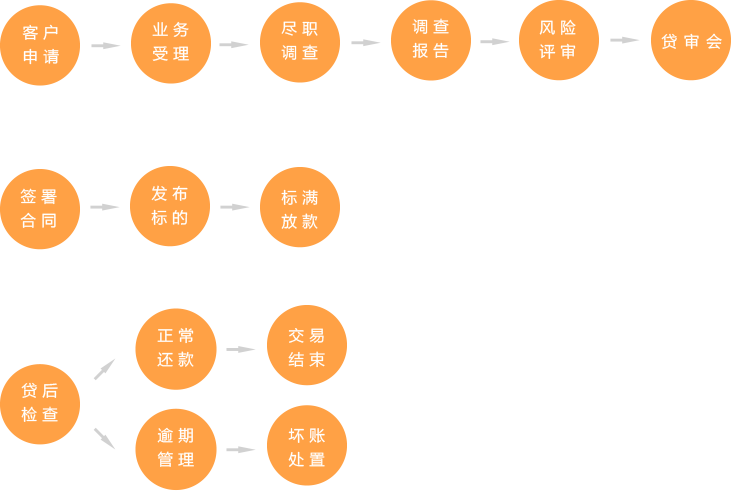 客户
申请
业务
受理
尽职
调查
调查
报告
风险
评审
贷审会
签署
合同
发布
标的
标满
放款
贷后
检查
正常
还款
交易
结束
逾期
管理
坏账
处置